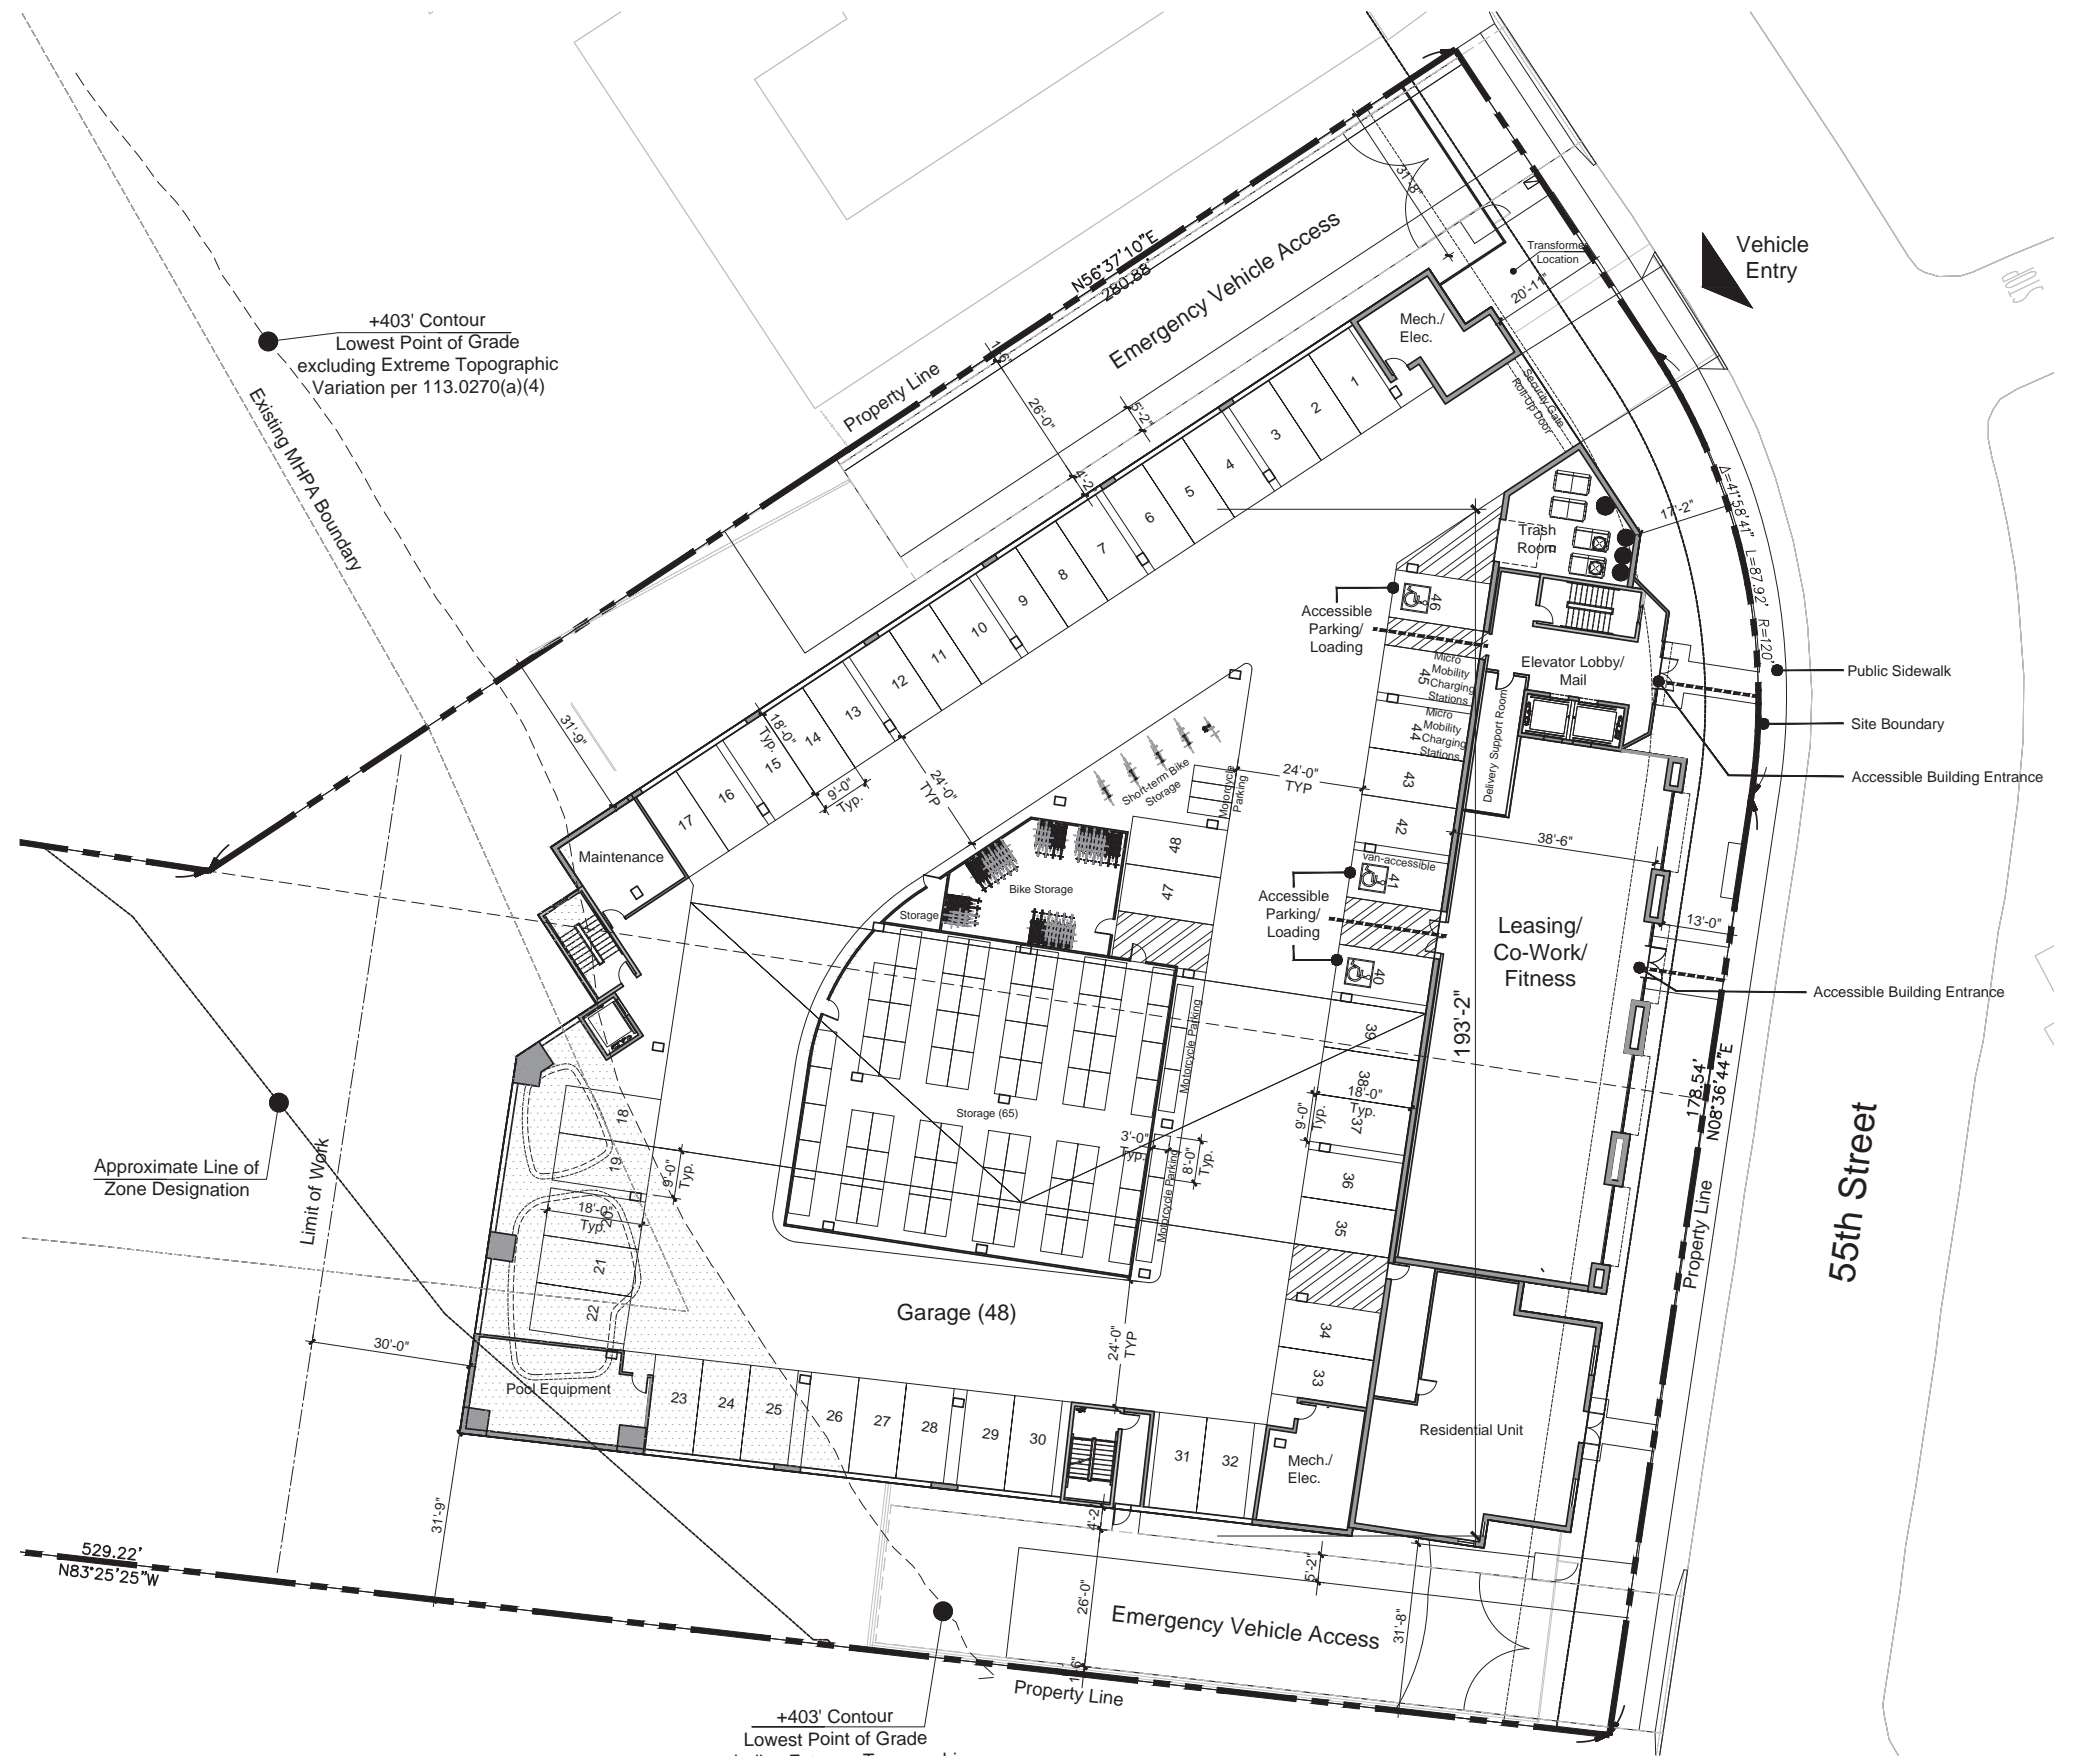 N56°37'10"E
280.88'
Emergency Vehicle Access
Property Line
31'-8"
Transformer
Location
20'-1"
Vehicle
Entry
STOP
+403' Contour
Lowest Point of Grade
excluding Extreme Topographic
Variation per 113.0270(a)(4)
Existing MHPA Boundary
1'-6"
26'-0"
5'-2"
4'-2"
Mech./
Elec.
Security Gate
Roll-Up Door
1
2
3
4
5
6
7
8
9
10
11
12
13
14
15
16
17
18'-0"
Typ.
9'-0"
Typ.
24'-0"
TYP
31'-9"
Maintenance
Trash
Room
17'-2"
Δ=41°58'41" L=87.92' R=120'
Accessible
Parking/
Loading
46
Micro
Mobility
Charging
Stations
45
Micro
Mobility
Charging
Stations
44
43
42
van-accessible
41
40
39
38
37
36
35
34
33
Elevator Lobby/
Mail
Delivery Support Room
Public Sidewalk
Site Boundary
Accessible Building Entrance
Short-term Bike
Storage
Motorcycle
Parking
24'-0"
TYP
48
47
Bike Storage
Storage
38'-6"
13'-0"
Accessible
Parking/
Loading
Leasing/
Co-Work/
Fitness
Accessible Building Entrance
193'-2"
Motorcycle Parking
Storage (65)
3'-0"
Typ.
8'-0"
Typ.
Motorcycle Parking
18'-0"
Typ.
9'-0"
Typ.
178.54'
N08°36'44"E
Property Line
55th Street
Approximate Line of
Zone Designation
Limit of Work
18
19
20
21
22
9'-0"
Typ.
18'-0"
Typ.
30'-0"
Pool Equipment
Garage (48)
24'-0"
TYP
23
24
25
26
27
28
29
30
31
32
Mech./
Elec.
Residential Unit
31'-9"
4'-2"
5'-2"
26'-0"
31'-8"
1'-6"
Emergency Vehicle Access
529.22'
N83°25'25"W
Property Line
+403' Contour
Lowest Point of Grade